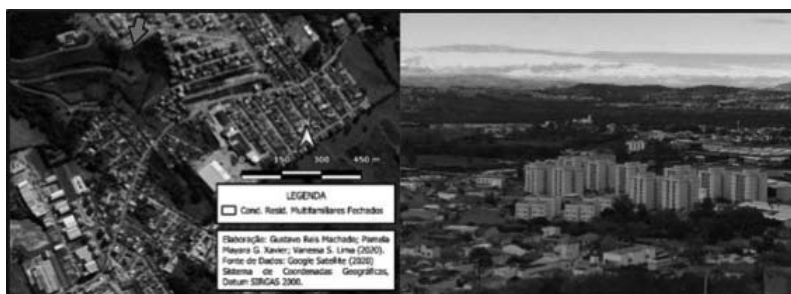 0 150 300 450 m
LEGENDA
Cond. Resid. Multifamiliares Fechados
Elaboração: Gustavo Reis Machado; Pamela
Mayara G. Xavier; Vanessa S. Lima (2020).
Fonte de Dados: Google Satellite (2020)
Sistema de Coordenadas Geográficas,
Datum SIRGAS 2000.